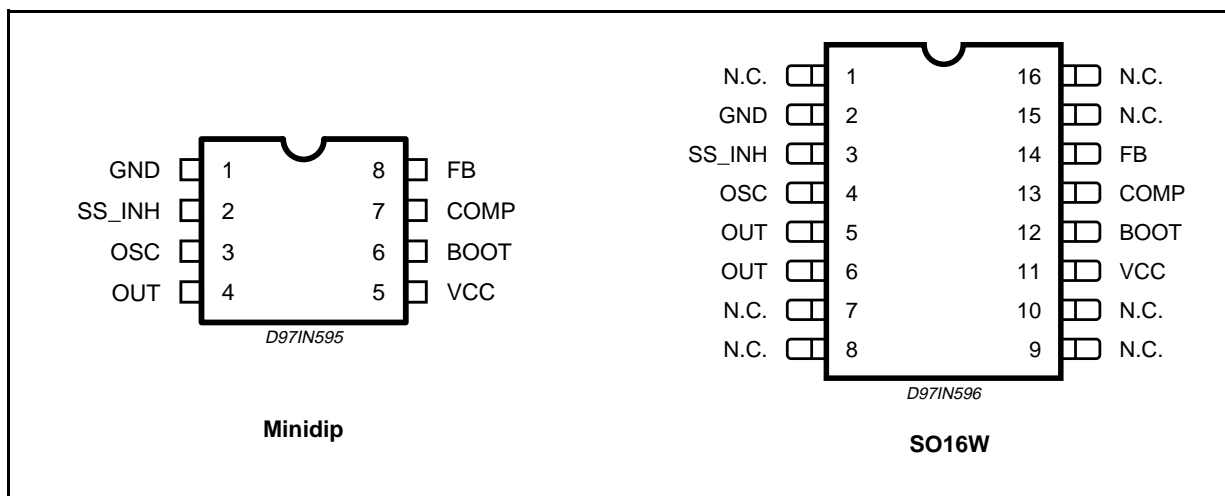 GND 1 8 FB
SS_INH 2 7 COMP
OSC 3 6 BOOT
OUT 4 5 VCC
D97IN595
Minidip
N.C. 1 16 N.C.
GND 2 15 N.C.
SS_INH 3 14 FB
OSC 4 13 COMP
OUT 5 12 BOOT
OUT 6 11 VCC
N.C. 7 10 N.C.
N.C. 8 9 N.C.
D97IN596
SO16W